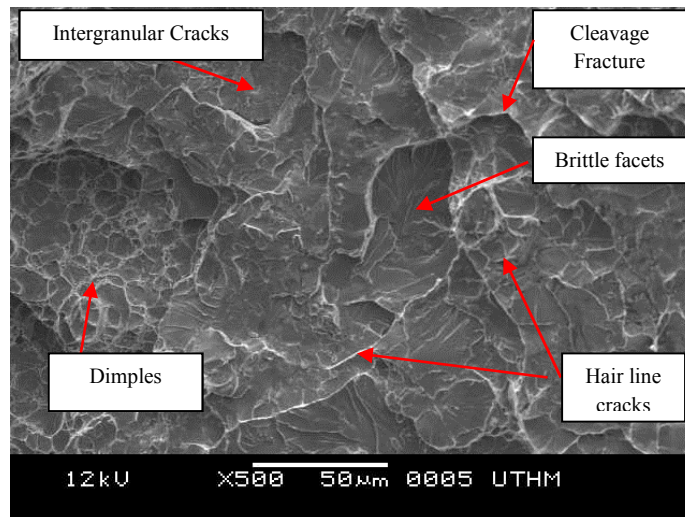 Intergranular Cracks
Cleavage
Fracture
Brittle facets
Dimples
Hair line
cracks
12kV X500 50µm 0005 UTHM